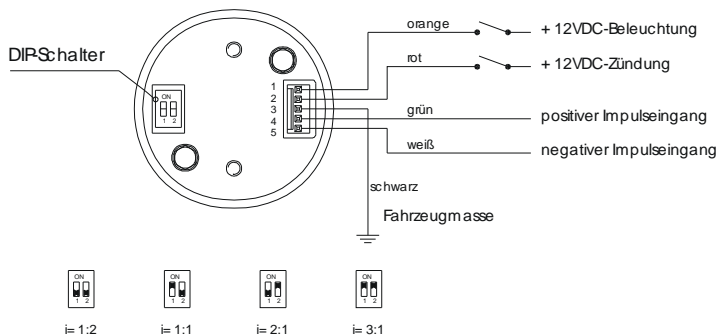 orange
+ 12VDC-Beleuchtung
DIP-Schalter
rot
+ 12VDC-Zündung
ON
1 2
1
2
3
4
5
grün
positiver Impulseingang
weiß
negativer Impulseingang
schwarz
Fahrzeugmasse
ON
1 2
i= 1:2
ON
1 2
i= 1:1
ON
1 2
i= 2:1
ON
1 2
i= 3:1